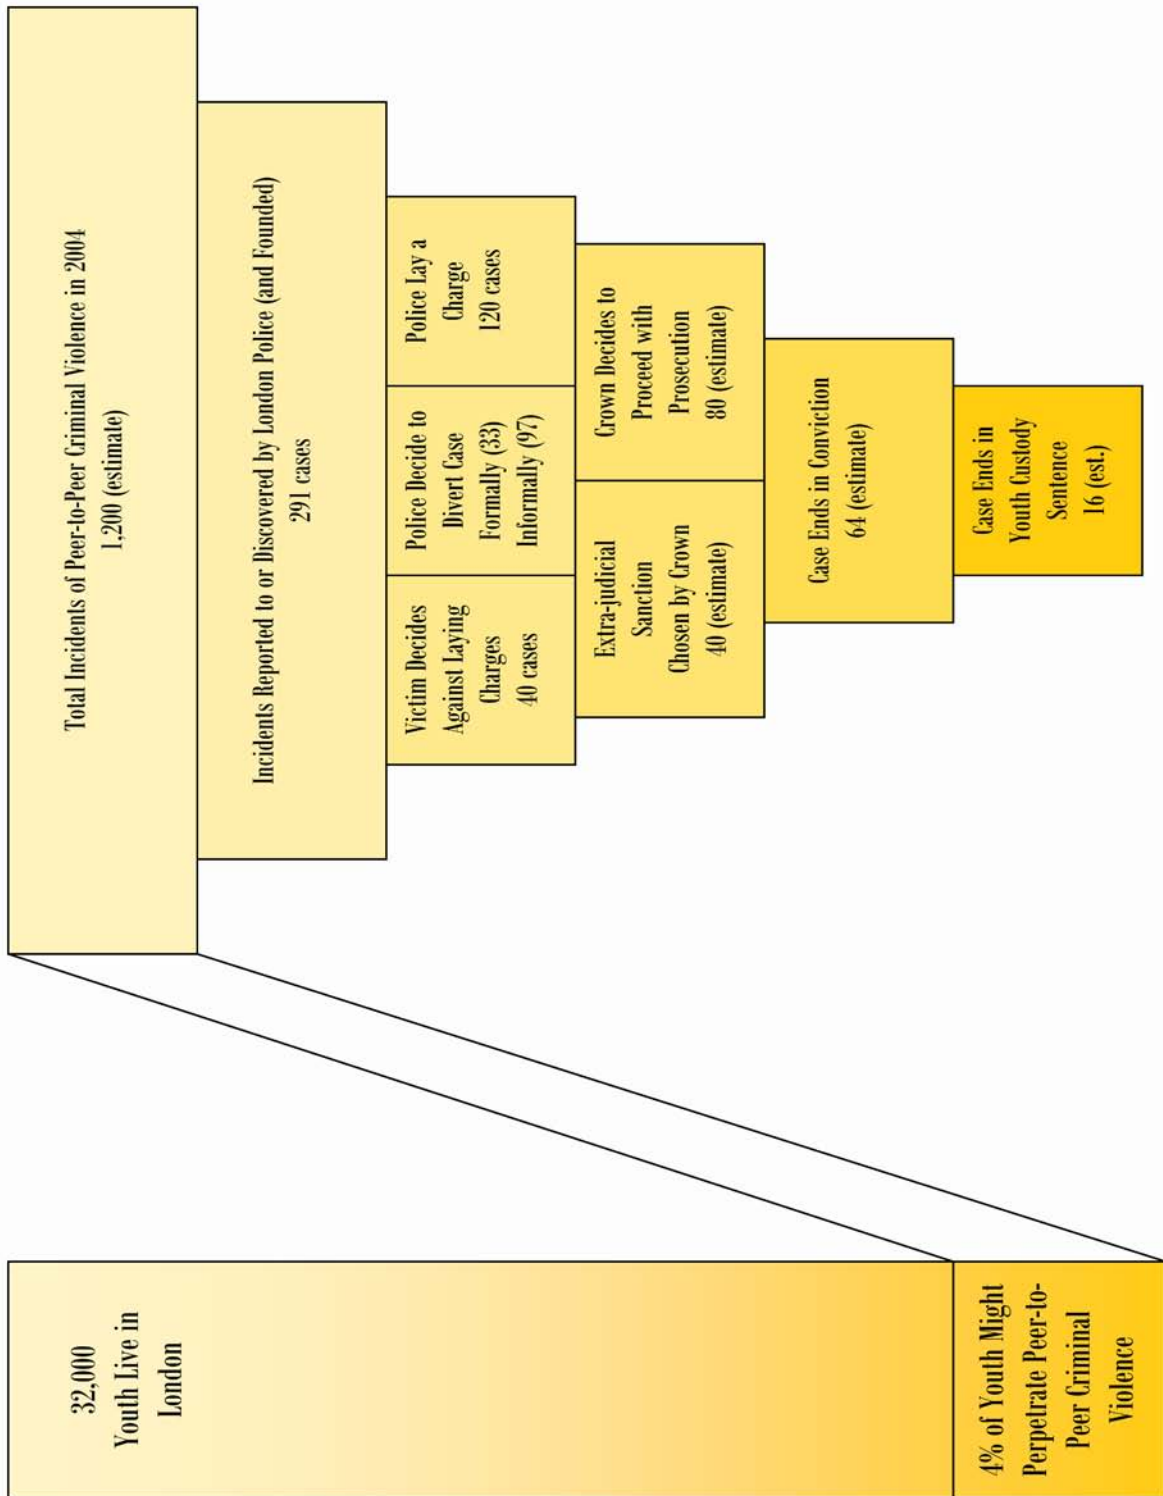 32,000
Youth Live in
London
4% of Youth Might
Perpetrate Peer-to-
Peer Criminal
Violence
Total Incidents of Peer-to-Peer Criminal Violence in 2004
1,200 (estimate)
Incidents Reported to or Discovered by London Police (and Founded)
291 cases
Victim Decides
Against Laying
Charges
40 cases
Police Decide to
Divert Case
Formally (33)
Informally (97)
Police Lay a
Charge
120 cases
Extra-judicial
Sanction
Chosen by Crown
40 (estimate)
Crown Decides to
Proceed with
Prosecution
80 (estimate)
Case Ends in Conviction
64 (estimate)
Case Ends in
Youth Custody
Sentence
16 (est.)